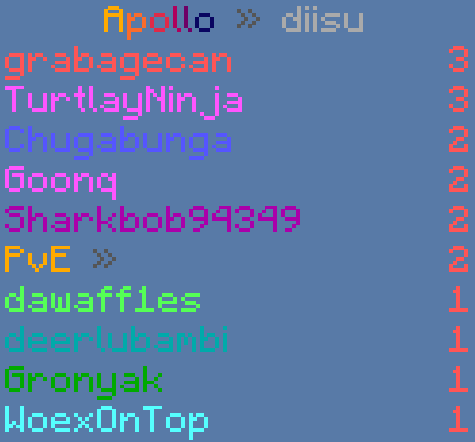 Apollo » diisu
grabagecan 3
TurtlayNinja 3
Chugabunga 2
Goonq 2
Sharkbob94349 2
PvE » 2
dawaff1es 1
deerlubambi 1
Gronyak 1
WoexOnTop 1